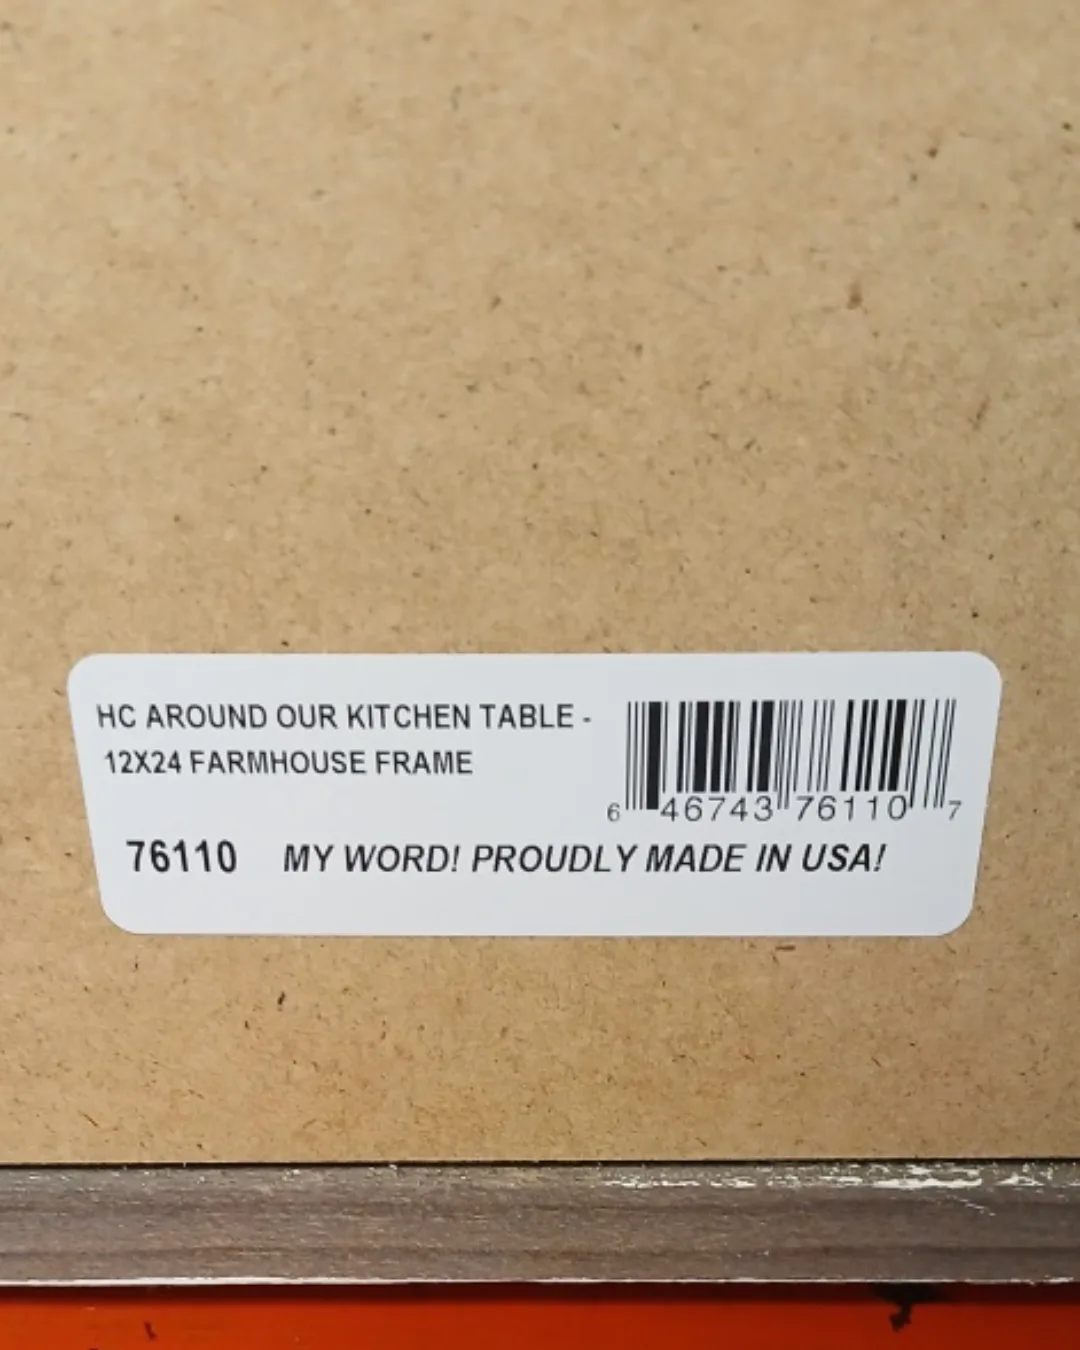 HC AROUND OUR KITCHEN TABLE -
12X24 FARMHOUSE FRAME
6 46743 76110 7
76110 MY WORD! PROUDLY MADE IN USA!